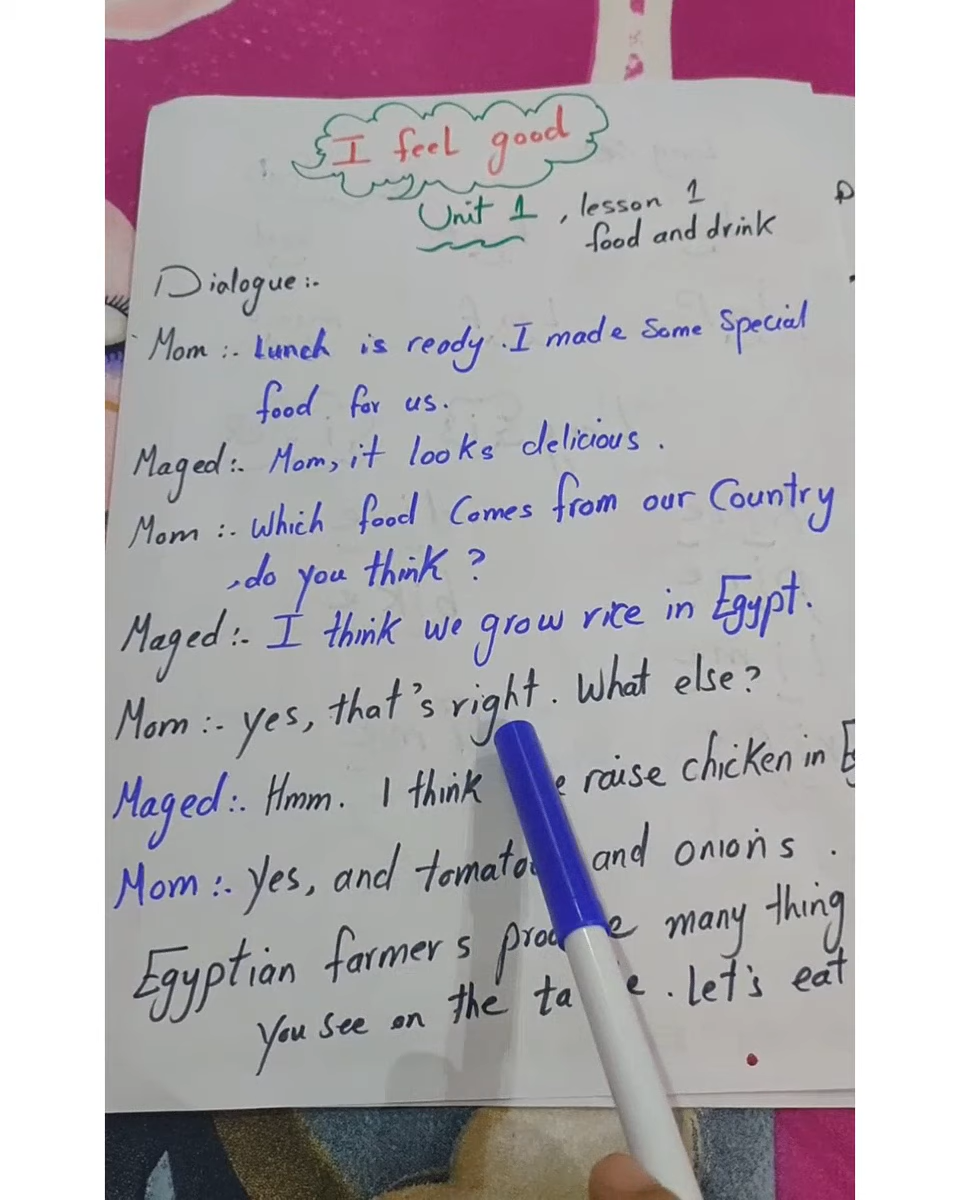 I feel good
Unit 1 , lesson 1
food and drink
Dialogue :-
Mom :- Lunch is ready . I made some special
food for us.
Maged :- Mom, it looks delicious .
Mom :- Which food comes from our country
, do you think ?
Maged :- I think we grow rice in Egypt.
Mom :- yes, that's right. What else?
Maged :- Hmm. I think raise chicken in
Mom :- yes, and and onions .
Egyptian farmers many thing
you see on the . Let's eat